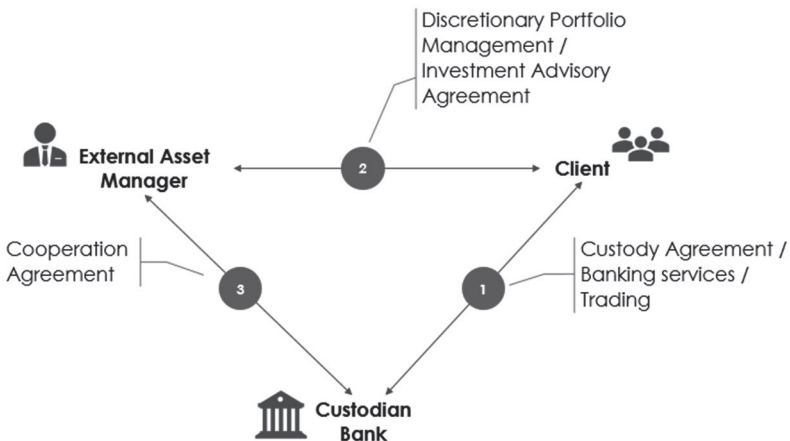 Discretionary Portfolio
Management /
Investment Advisory
Agreement
External Asset
Manager
2
Client
Cooperation
Agreement
3
1
Custody Agreement /
Banking services /
Trading
Custodian
Bank